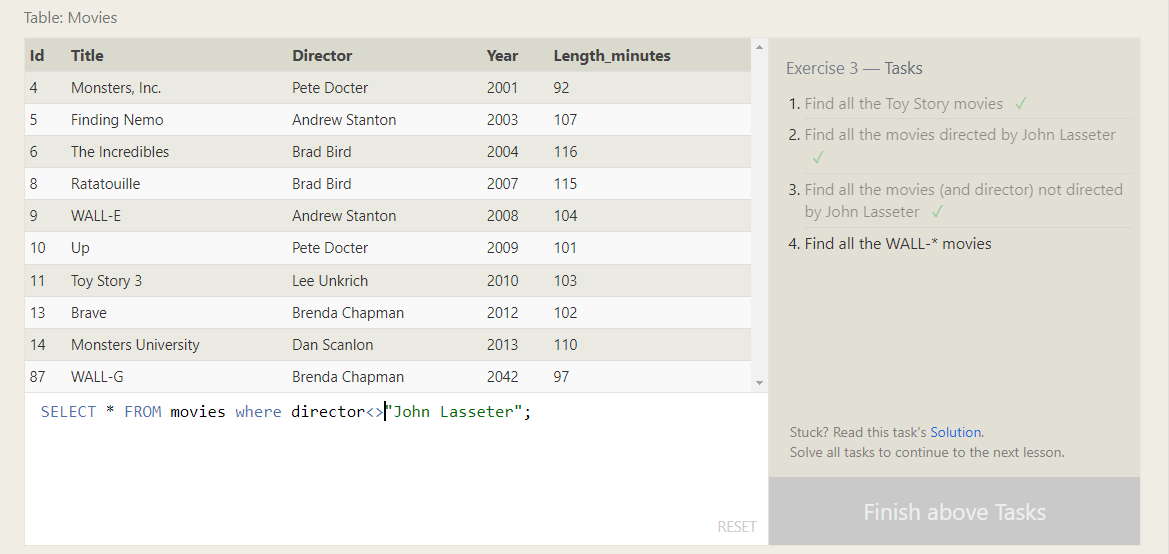 Table: Movies
Id Title Director Year Length_minutes
4 Monsters, Inc. Pete Docter 2001 92
5 Finding Nemo Andrew Stanton 2003 107
6 The Incredibles Brad Bird 2004 116
8 Ratatouille Brad Bird 2007 115
9 WALL-E Andrew Stanton 2008 104
10 Up Pete Docter 2009 101
11 Toy Story 3 Lee Unkrich 2010 103
13 Brave Brenda Chapman 2012 102
14 Monsters University Dan Scanlon 2013 110
87 WALL-G Brenda Chapman 2042 97
SELECT * FROM movies where director<>"John Lasseter";
RESET
Exercise 3 — Tasks
1. Find all the Toy Story movies ✓
2. Find all the movies directed by John Lasseter
✓
3. Find all the movies (and director) not directed
by John Lasseter ✓
4. Find all the WALL-* movies
Stuck? Read this task's Solution.
Solve all tasks to continue to the next lesson.
Finish above Tasks